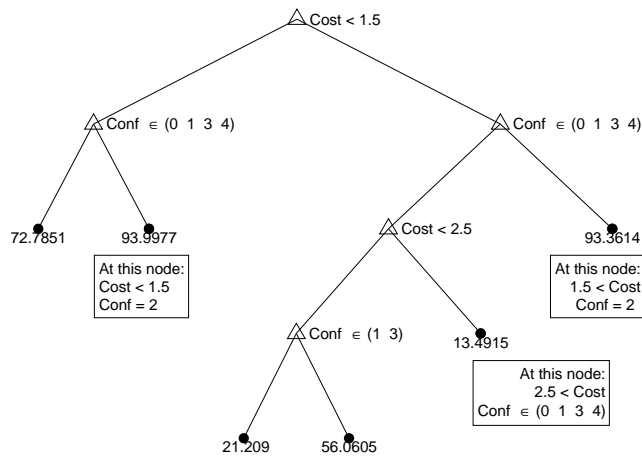 Cost < 1.5
Conf ∈ (0 1 3 4)
Conf ∈ (0 1 3 4)
72.7851
93.9977
Cost < 2.5
93.3614
At this node:
Cost < 1.5
Conf = 2
At this node:
1.5 < Cost
Conf = 2
Conf ∈ (1 3)
13.4915
At this node:
2.5 < Cost
Conf ∈ (0 1 3 4)
21.209
56.0605